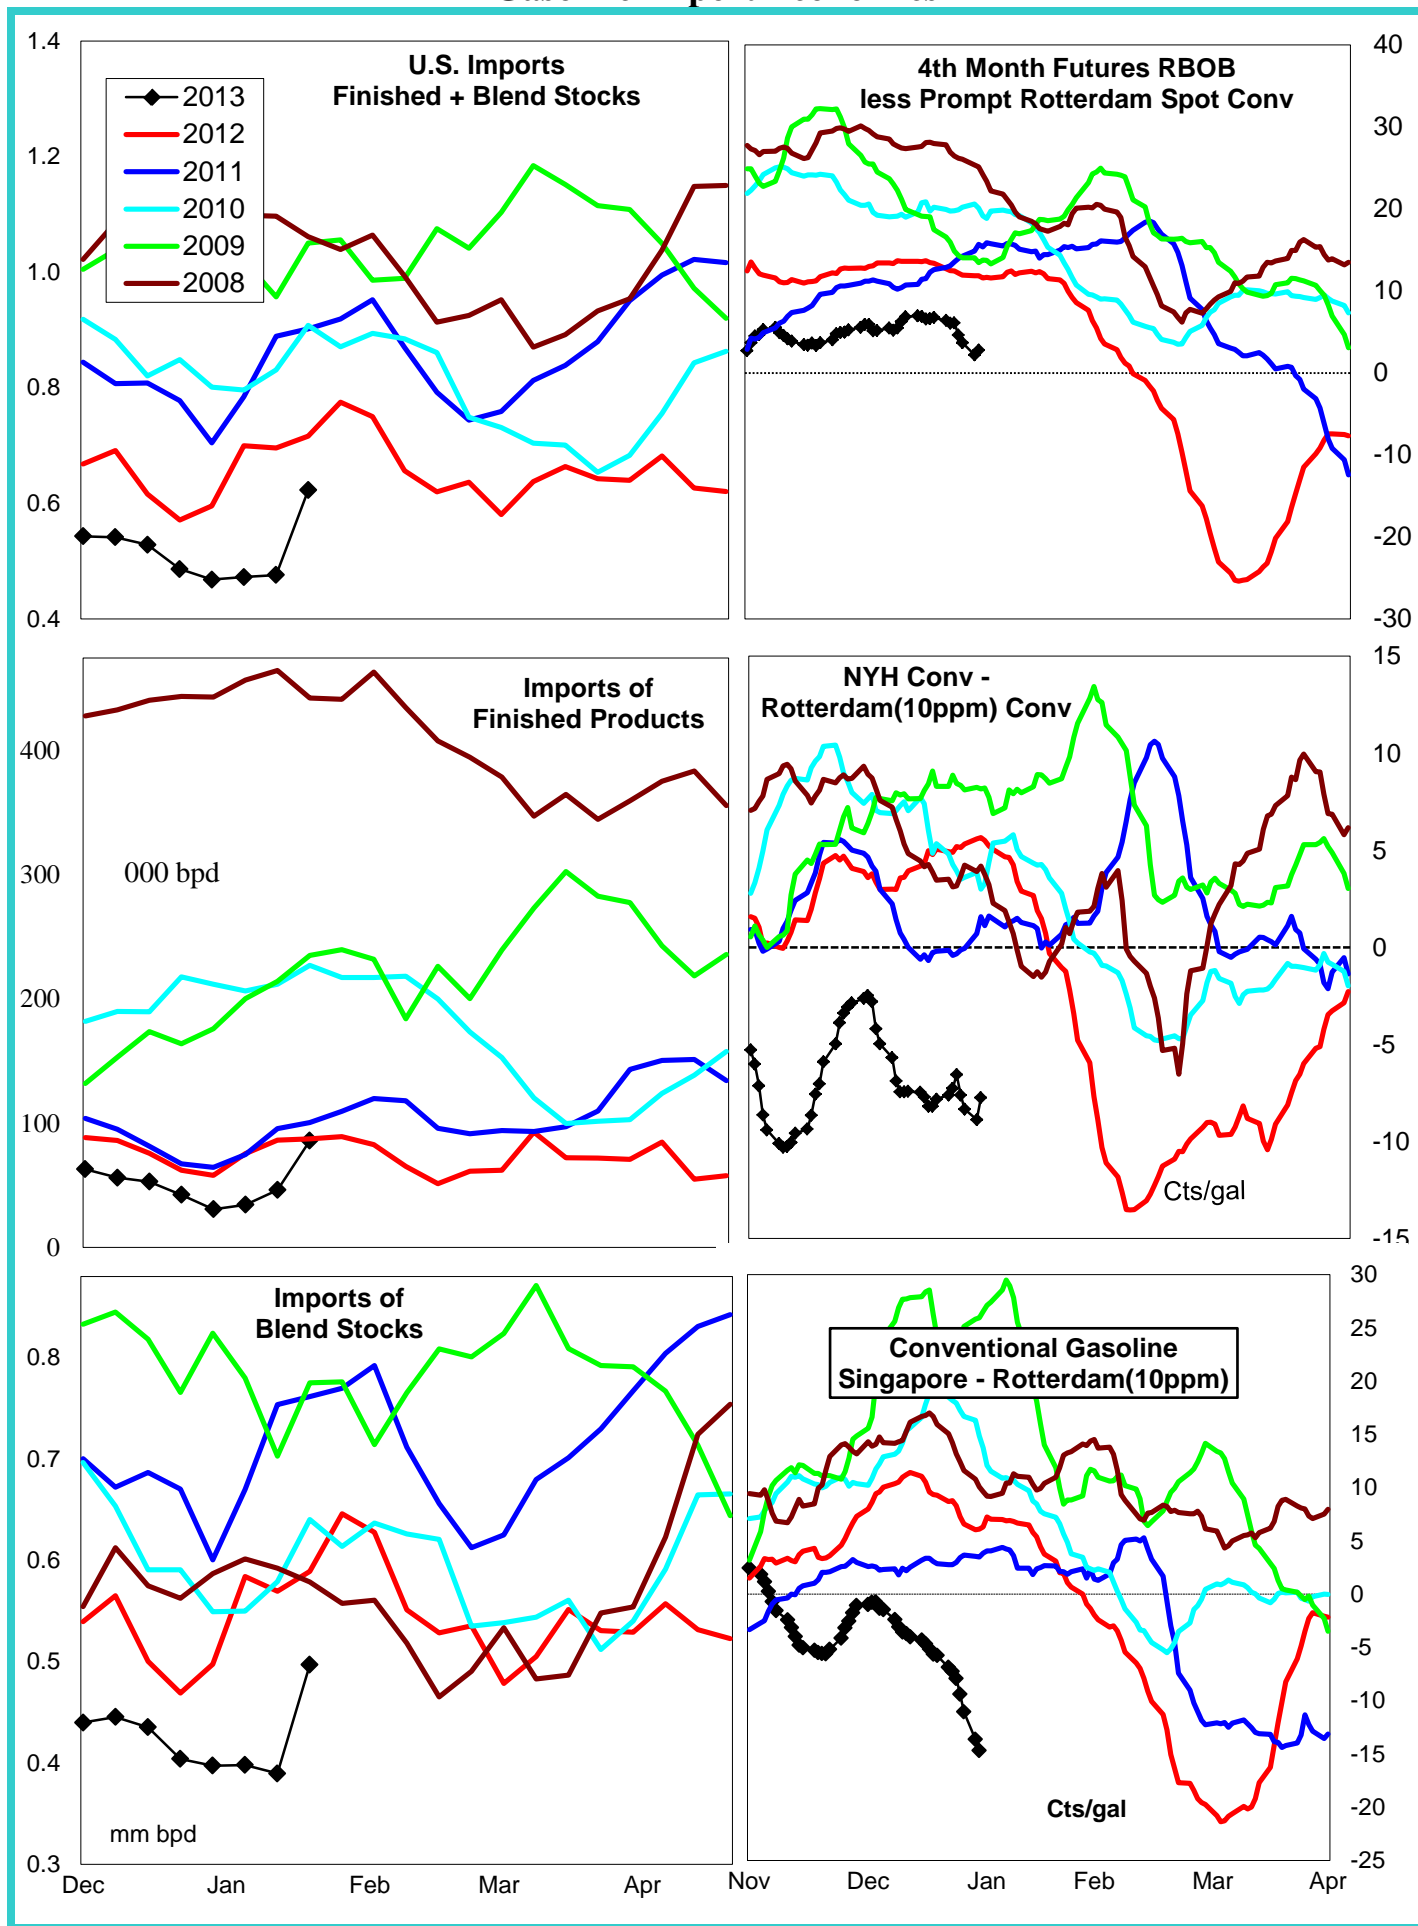 U.S. Imports
Finished + Blend Stocks
1.4
1.2
1.0
0.8
0.6
0.4
2013
2012
2011
2010
2009
2008
4th Month Futures RBOB
less Prompt Rotterdam Spot Conv
40
30
20
10
0
-10
-20
-30
Imports of
Finished Products
000 bpd
400
300
200
100
0
NYH Conv -
Rotterdam(10ppm) Conv
15
10
5
0
-5
-10
-15
Cts/gal
Imports of
Blend Stocks
0.8
0.7
0.6
0.5
0.4
0.3
mm bpd
Dec Jan Feb Mar Apr
Conventional Gasoline
Singapore - Rotterdam(10ppm)
30
25
20
15
10
5
0
-5
-10
-15
-20
-25
Cts/gal
Nov Dec Jan Feb Mar Apr